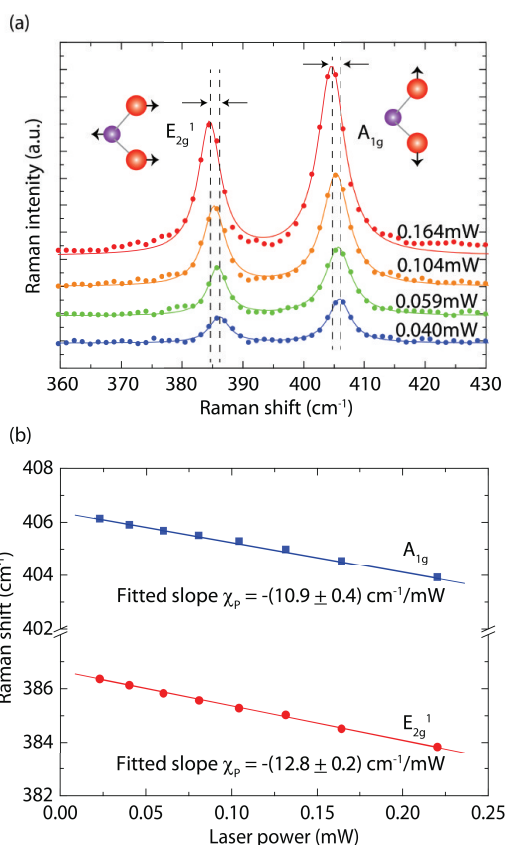 (a)
Raman intenity (a.u.)
E₂g¹
A₁g
0.164mW
0.104mW
0.059mW
0.040mW
360 370 380 390 400 410 420 430
Raman shift (cm⁻¹)
(b)
408
406
404
402
386
384
382
Raman shift (cm⁻¹)
A₁g
Fitted slope χₚ = -(10.9 ± 0.4) cm⁻¹/mW
E₂g¹
Fitted slope χₚ = -(12.8 ± 0.2) cm⁻¹/mW
0.00 0.05 0.10 0.15 0.20 0.25
Laser power (mW)